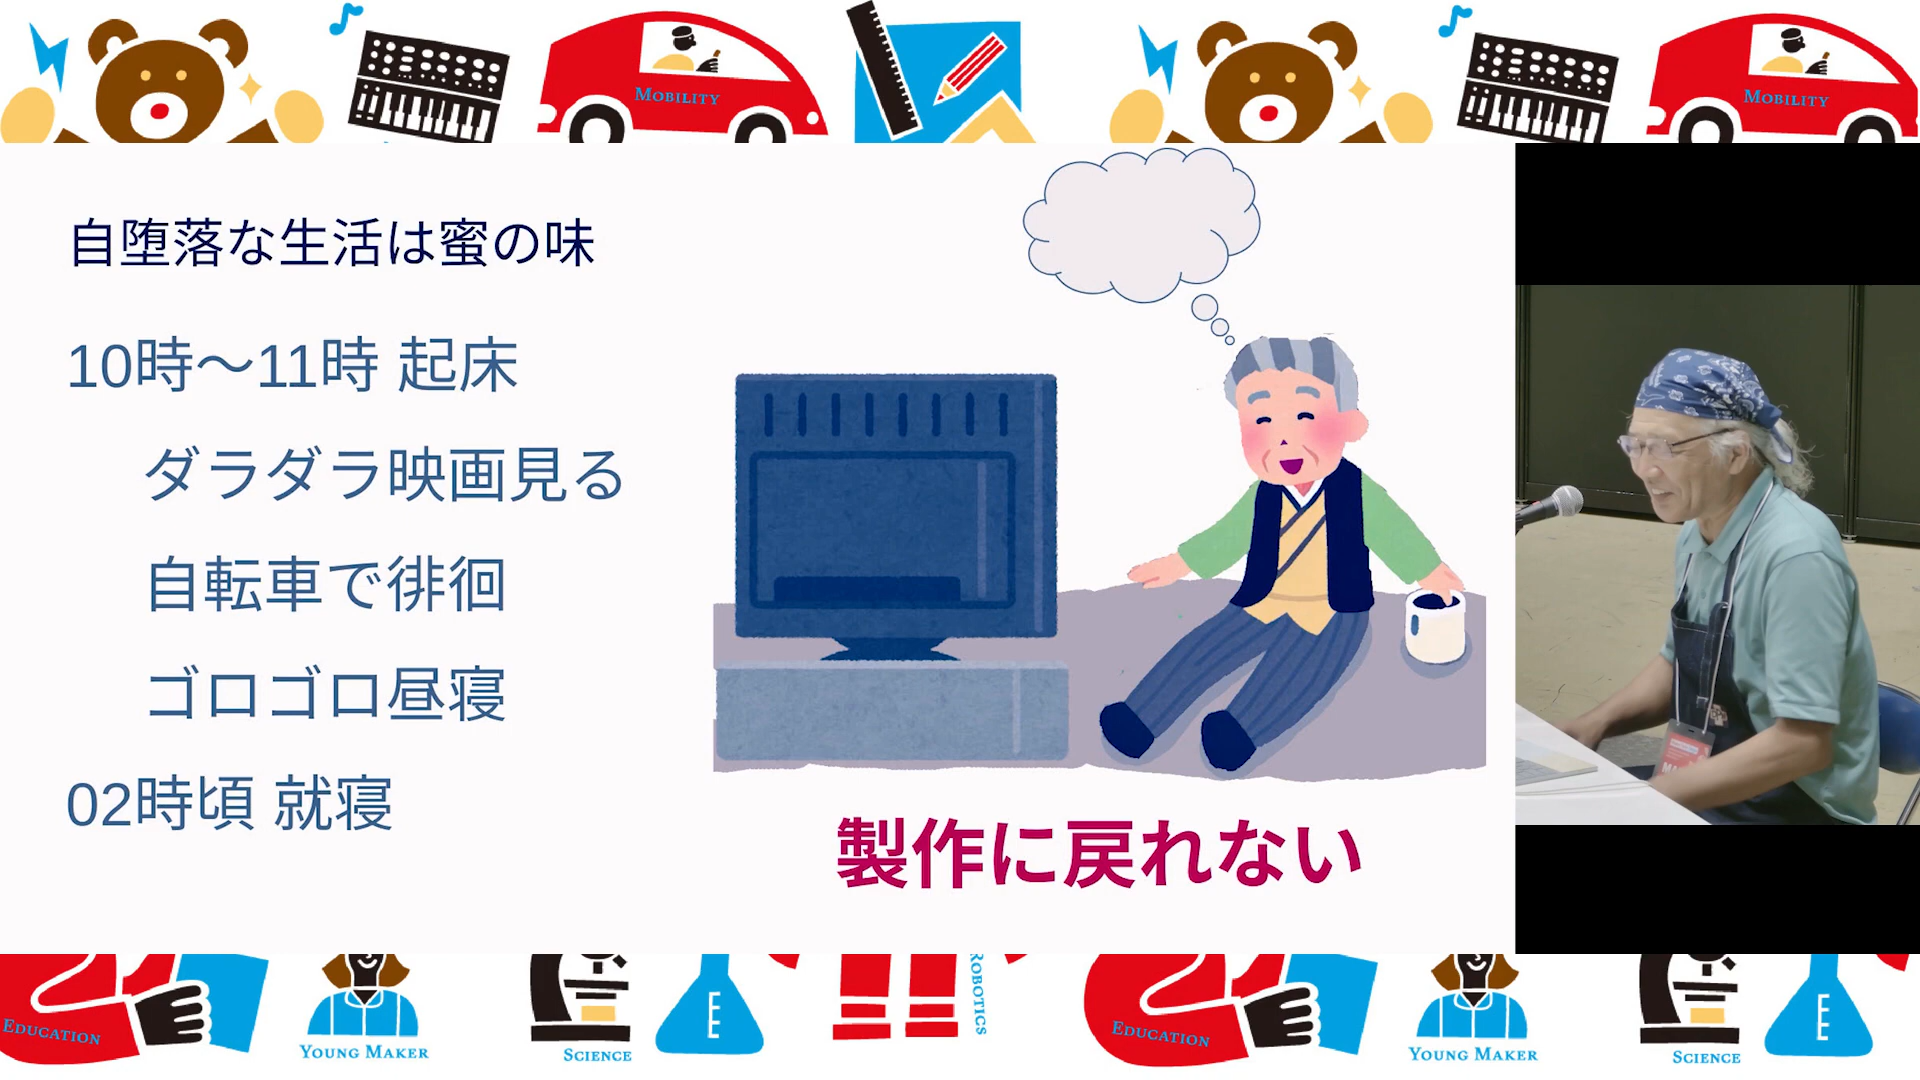 MOBILITY
MOBILITY
自堕落な生活は蜜の味
10時～11時 起床
ダラダラ映画見る
自転車で徘徊
ゴロゴロ昼寝
02時頃 就寝
製作に戻れない
EDUCATION
YOUNG MAKER
SCIENCE
E
ROBOTICS
EDUCATION
YOUNG MAKER
SCIENCE
E